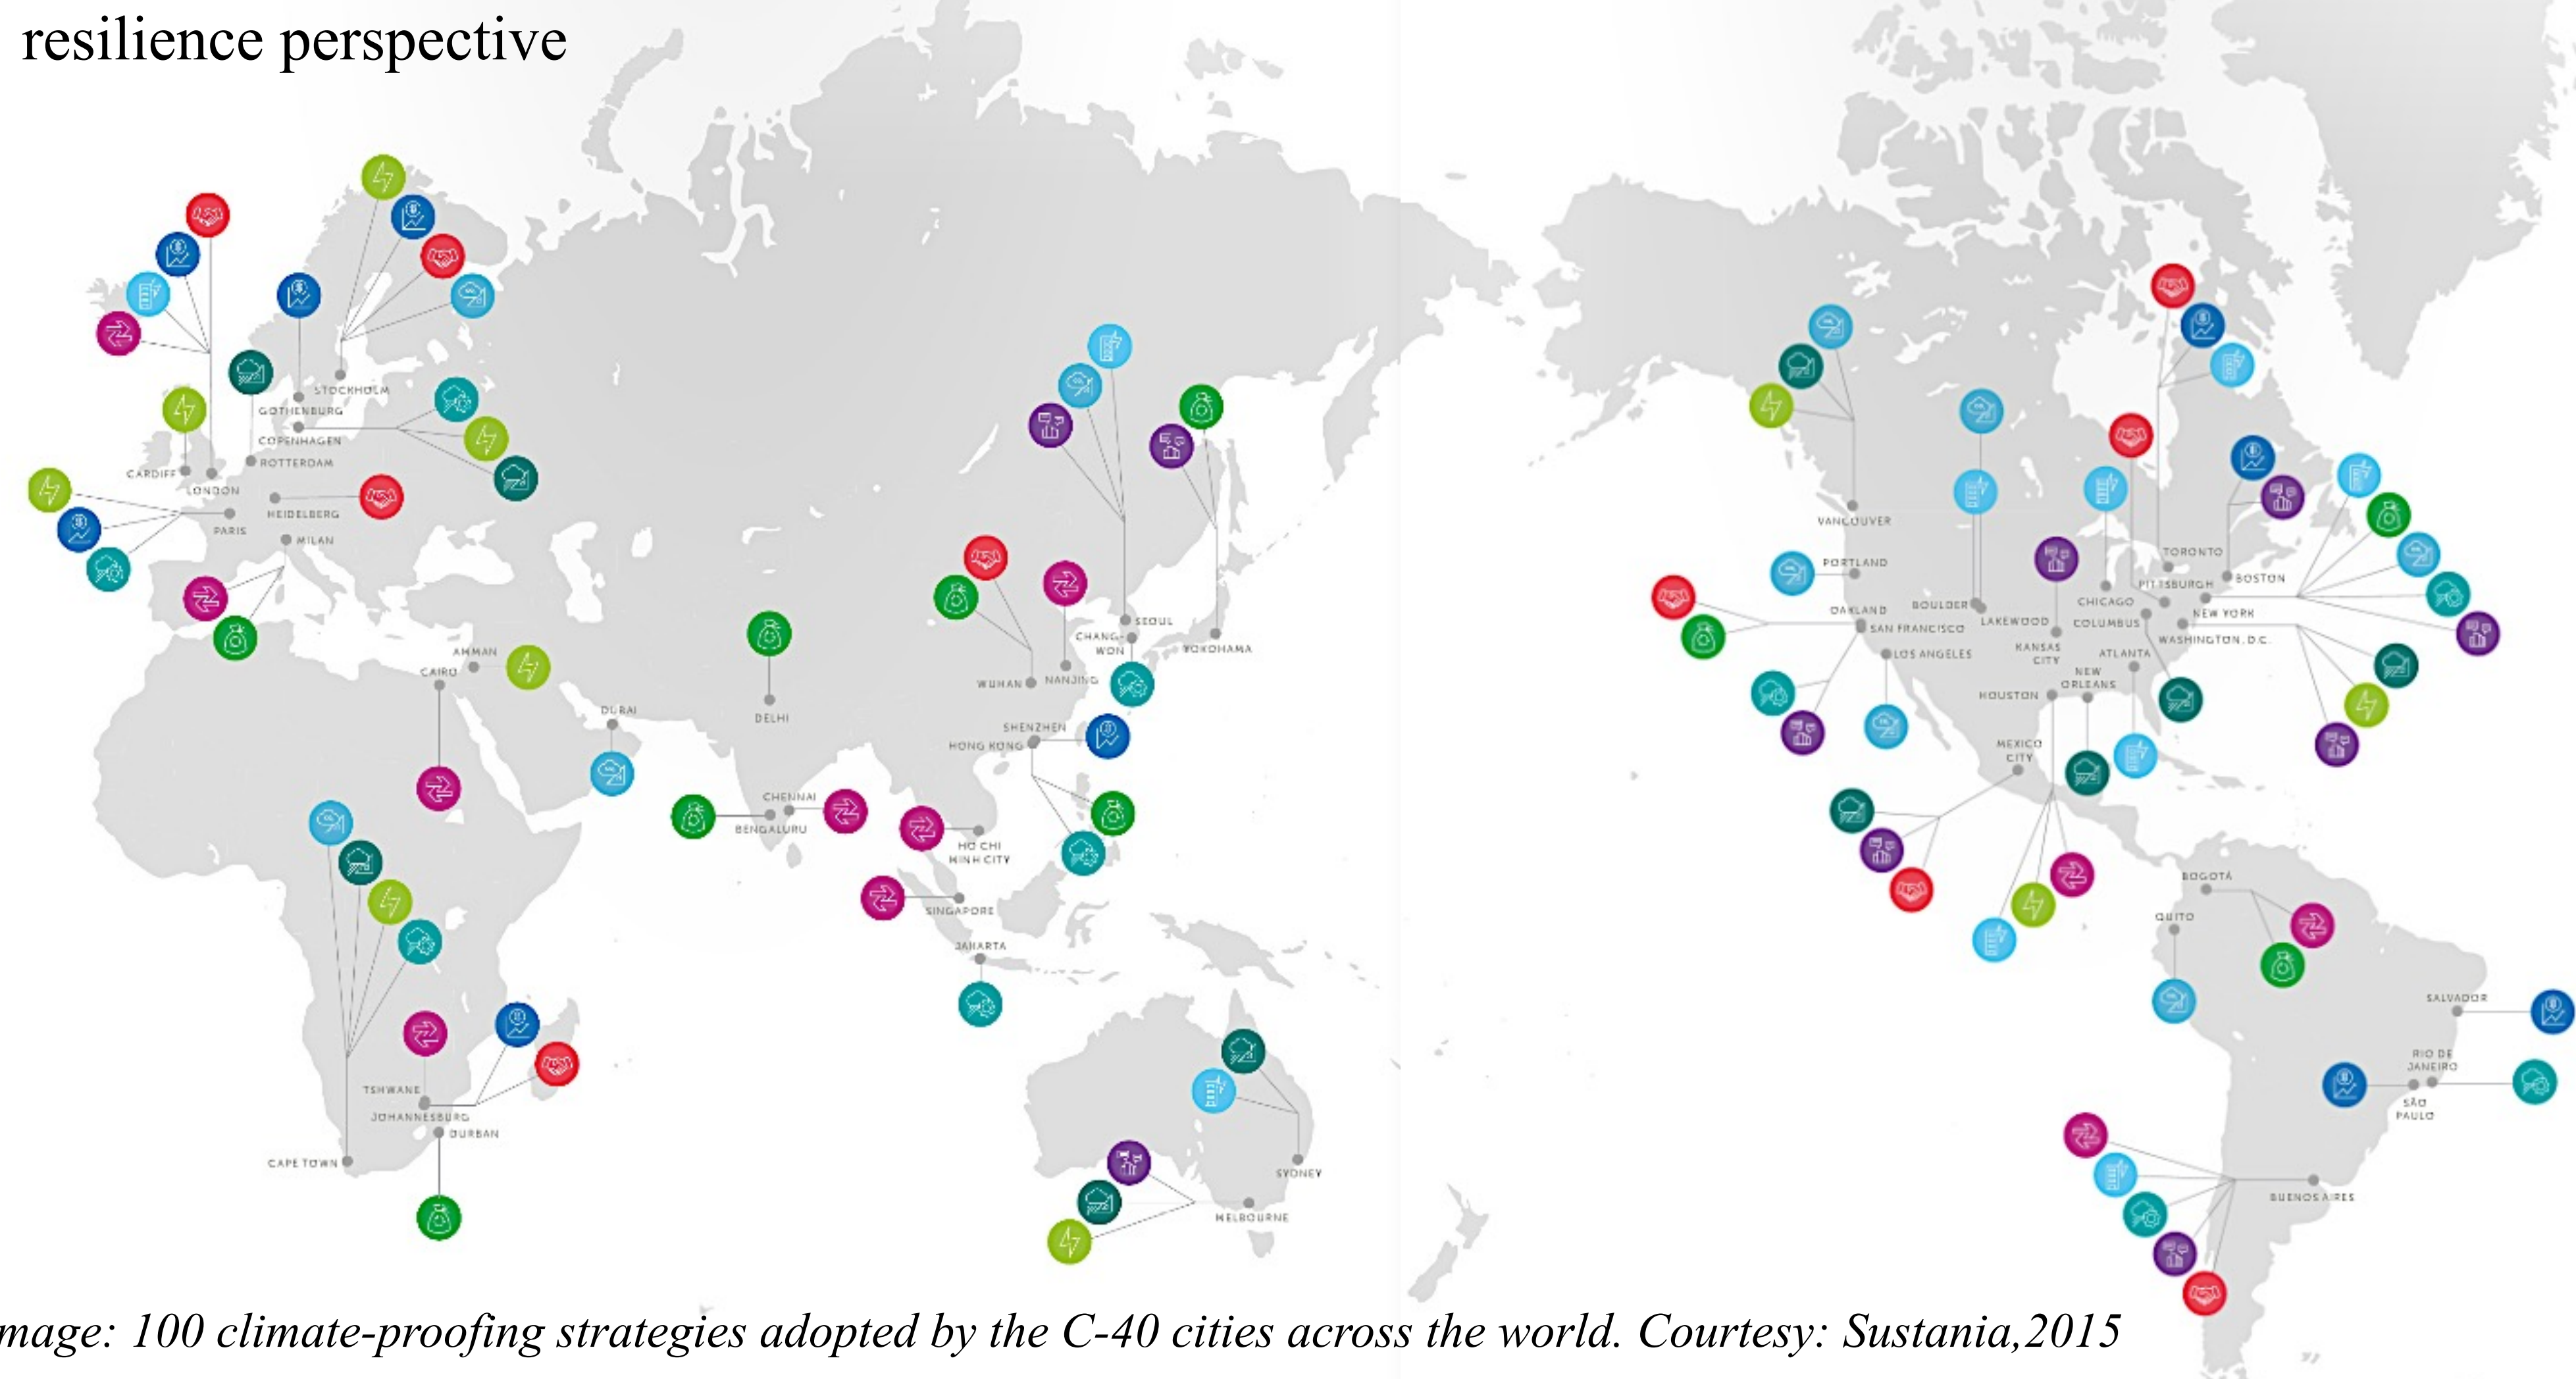 resilience perspective
STOCKHOLM
GOTHENBURG
COPENHAGEN
ROTTERDAM
CARDIFF
LONDON
HEIDELBERG
PARIS
MILAN
AMMAN
CAIRO
DUBAI
DELHI
CHENNAI
BENGALURU
SEOUL
CHANG-
WON
YOKOHAMA
WUHAN
NANJING
SHENZHEN
HONG KONG
HO CHI
MINH CITY
SINGAPORE
JAKARTA
TSHWANE
JOHANNESBURG
DURBAN
CAPE TOWN
SYDNEY
MELBOURNE
VANCOUVER
PORTLAND
OAKLAND
SAN FRANCISCO
LOS ANGELES
BOULDER
LAKEWOOD
KANSAS
CITY
CHICAGO
COLUMBUS
TORONTO
PITTSBURGH
BOSTON
NEW YORK
WASHINGTON, D.C.
ATLANTA
NEW
ORLEANS
HOUSTON
MEXICO
CITY
BOGOTÁ
QUITO
SALVADOR
RIO DE
JANEIRO
SÃO
PAULO
BUENOS AIRES
mage: 100 climate-proofing strategies adopted by the C-40 cities across the world. Courtesy: Sustania,2015